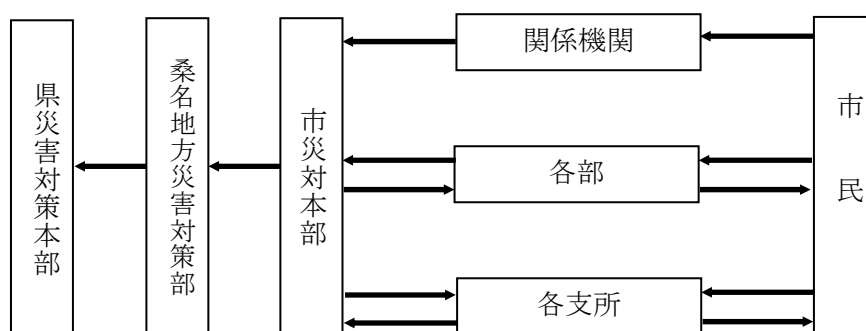 県災害対策本部
桑名地方災害対策部
市災対本部
関係機関
各部
各支所
市民